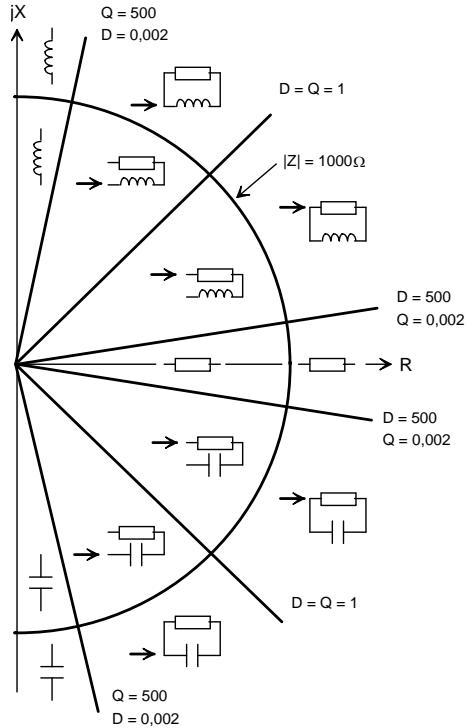 jX
Q = 500
D = 0,002
D = Q = 1
|Z| = 1000Ω
D = 500
Q = 0,002
R
D = 500
Q = 0,002
D = Q = 1
Q = 500
D = 0,002